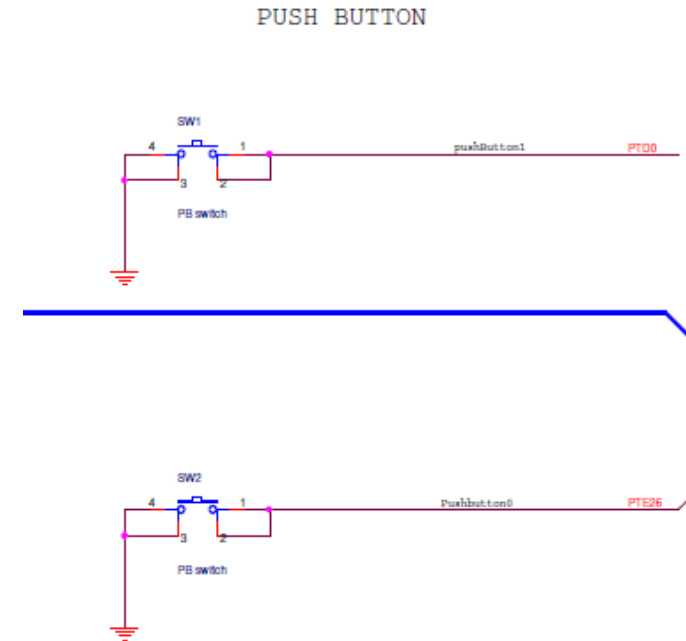 PUSH BUTTON
SW1
4 1 pushButton1 PTD0
3 2
PB switch
SW2
4 1 Pushbutton0 PTE26
3 2
PB switch